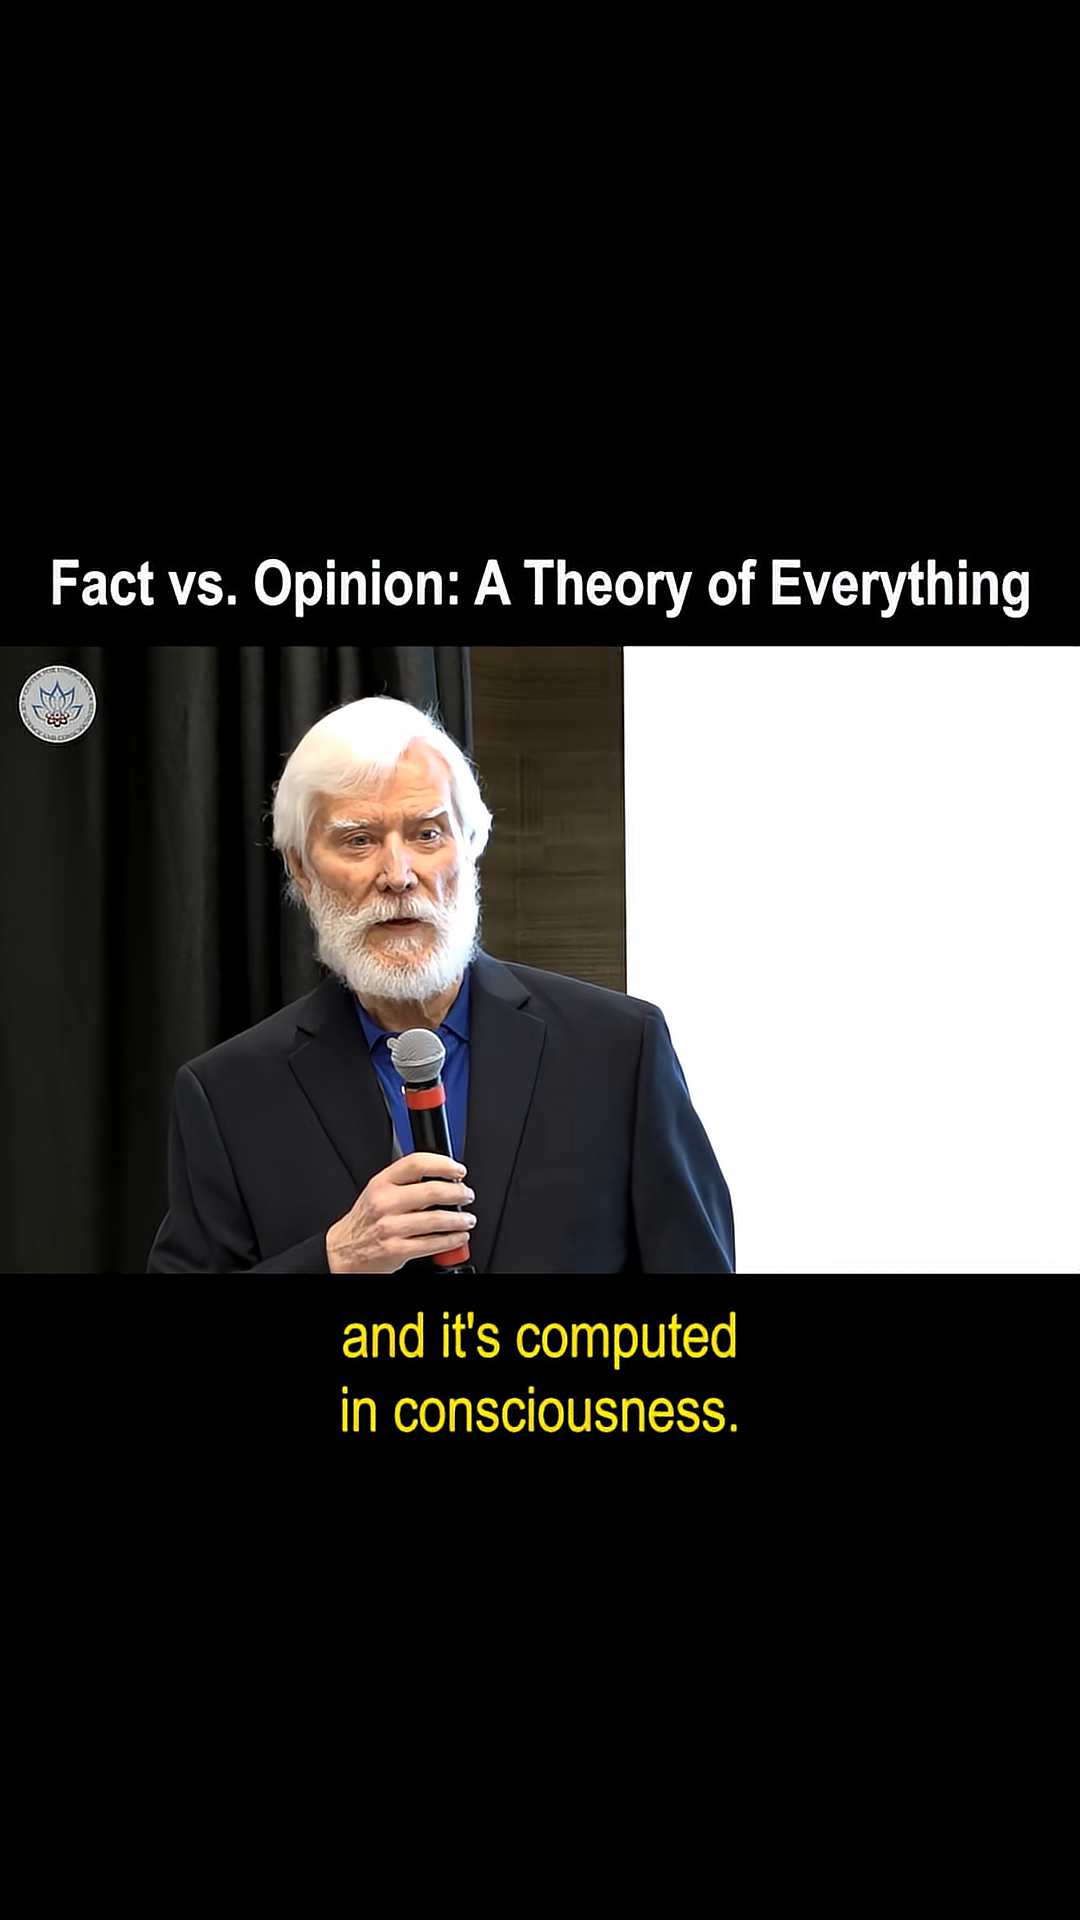 Fact vs. Opinion: A Theory of Everything
and it's computed
in consciousness.